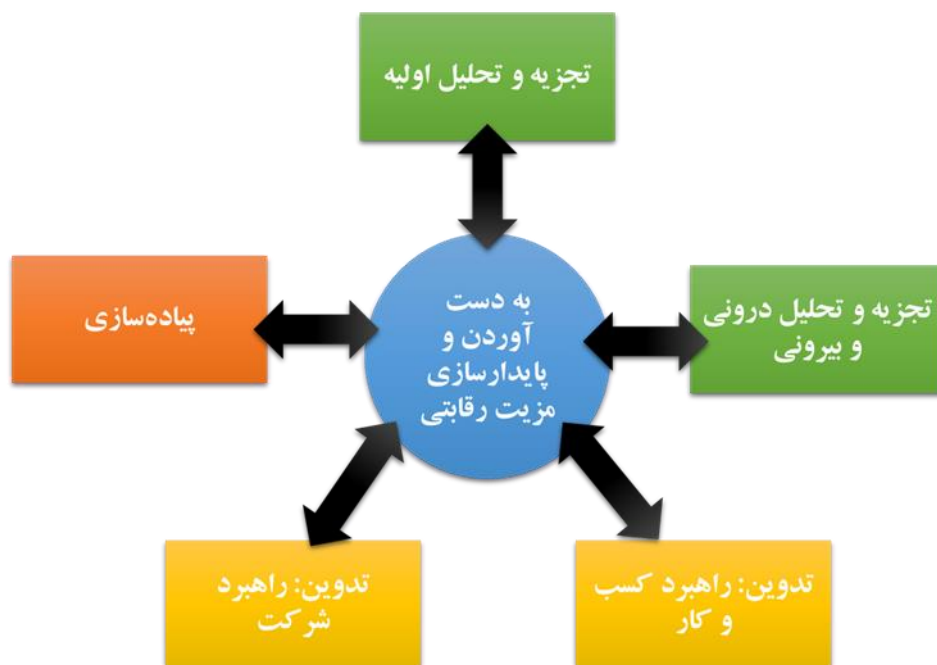 تجزیه و تحلیل اولیه
تجزیه و تحلیل درونی
و بیرونی
به دست
آوردن و
پایدارسازی
مزیت رقابتی
پیاده‌سازی
تدوین: راهبرد کسب
و کار
تدوین: راهبرد
شرکت